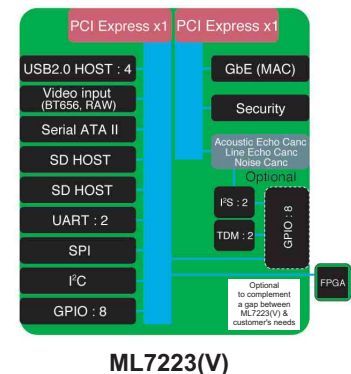 PCI Express x1
PCI Express x1
USB2.0 HOST : 4
Video input
(BT656, RAW)
Serial ATA II
SD HOST
SD HOST
UART : 2
SPI
I²C
GPIO : 8
GbE (MAC)
Security
Acoustic Echo Canc
Line Echo Canc
Noise Canc
Optional
I²S : 2
TDM : 2
GPIO : 8
Optional
to complement
a gap between
ML7223(V) &
customer's needs
FPGA
ML7223(V)